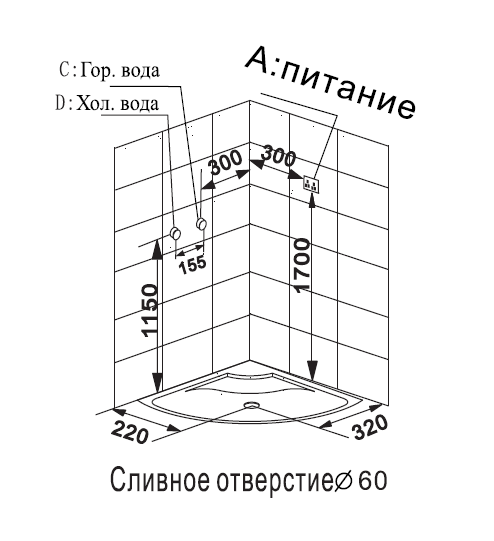 A:питание
C:Гор. вода
D:Хол. вода
300
300
155
1150
1700
220
320
Сливное отверстие⌀ 60